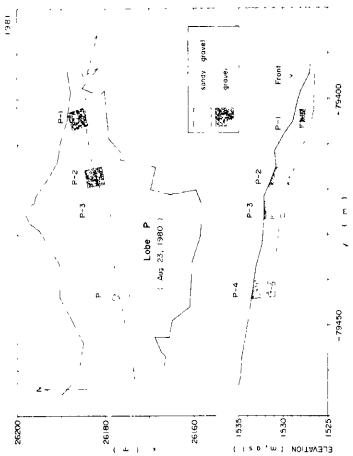 1981
26200
26180
26160
P-1
P-2
P-3
P
Lobe P
( Aug 23, 1980 )
sandy gravel
gravel
1535
1530
1525
ELEVATION ( m, a s l )
P-4
P-3
P-2
P-1
Front
-79450
-79400
( m )